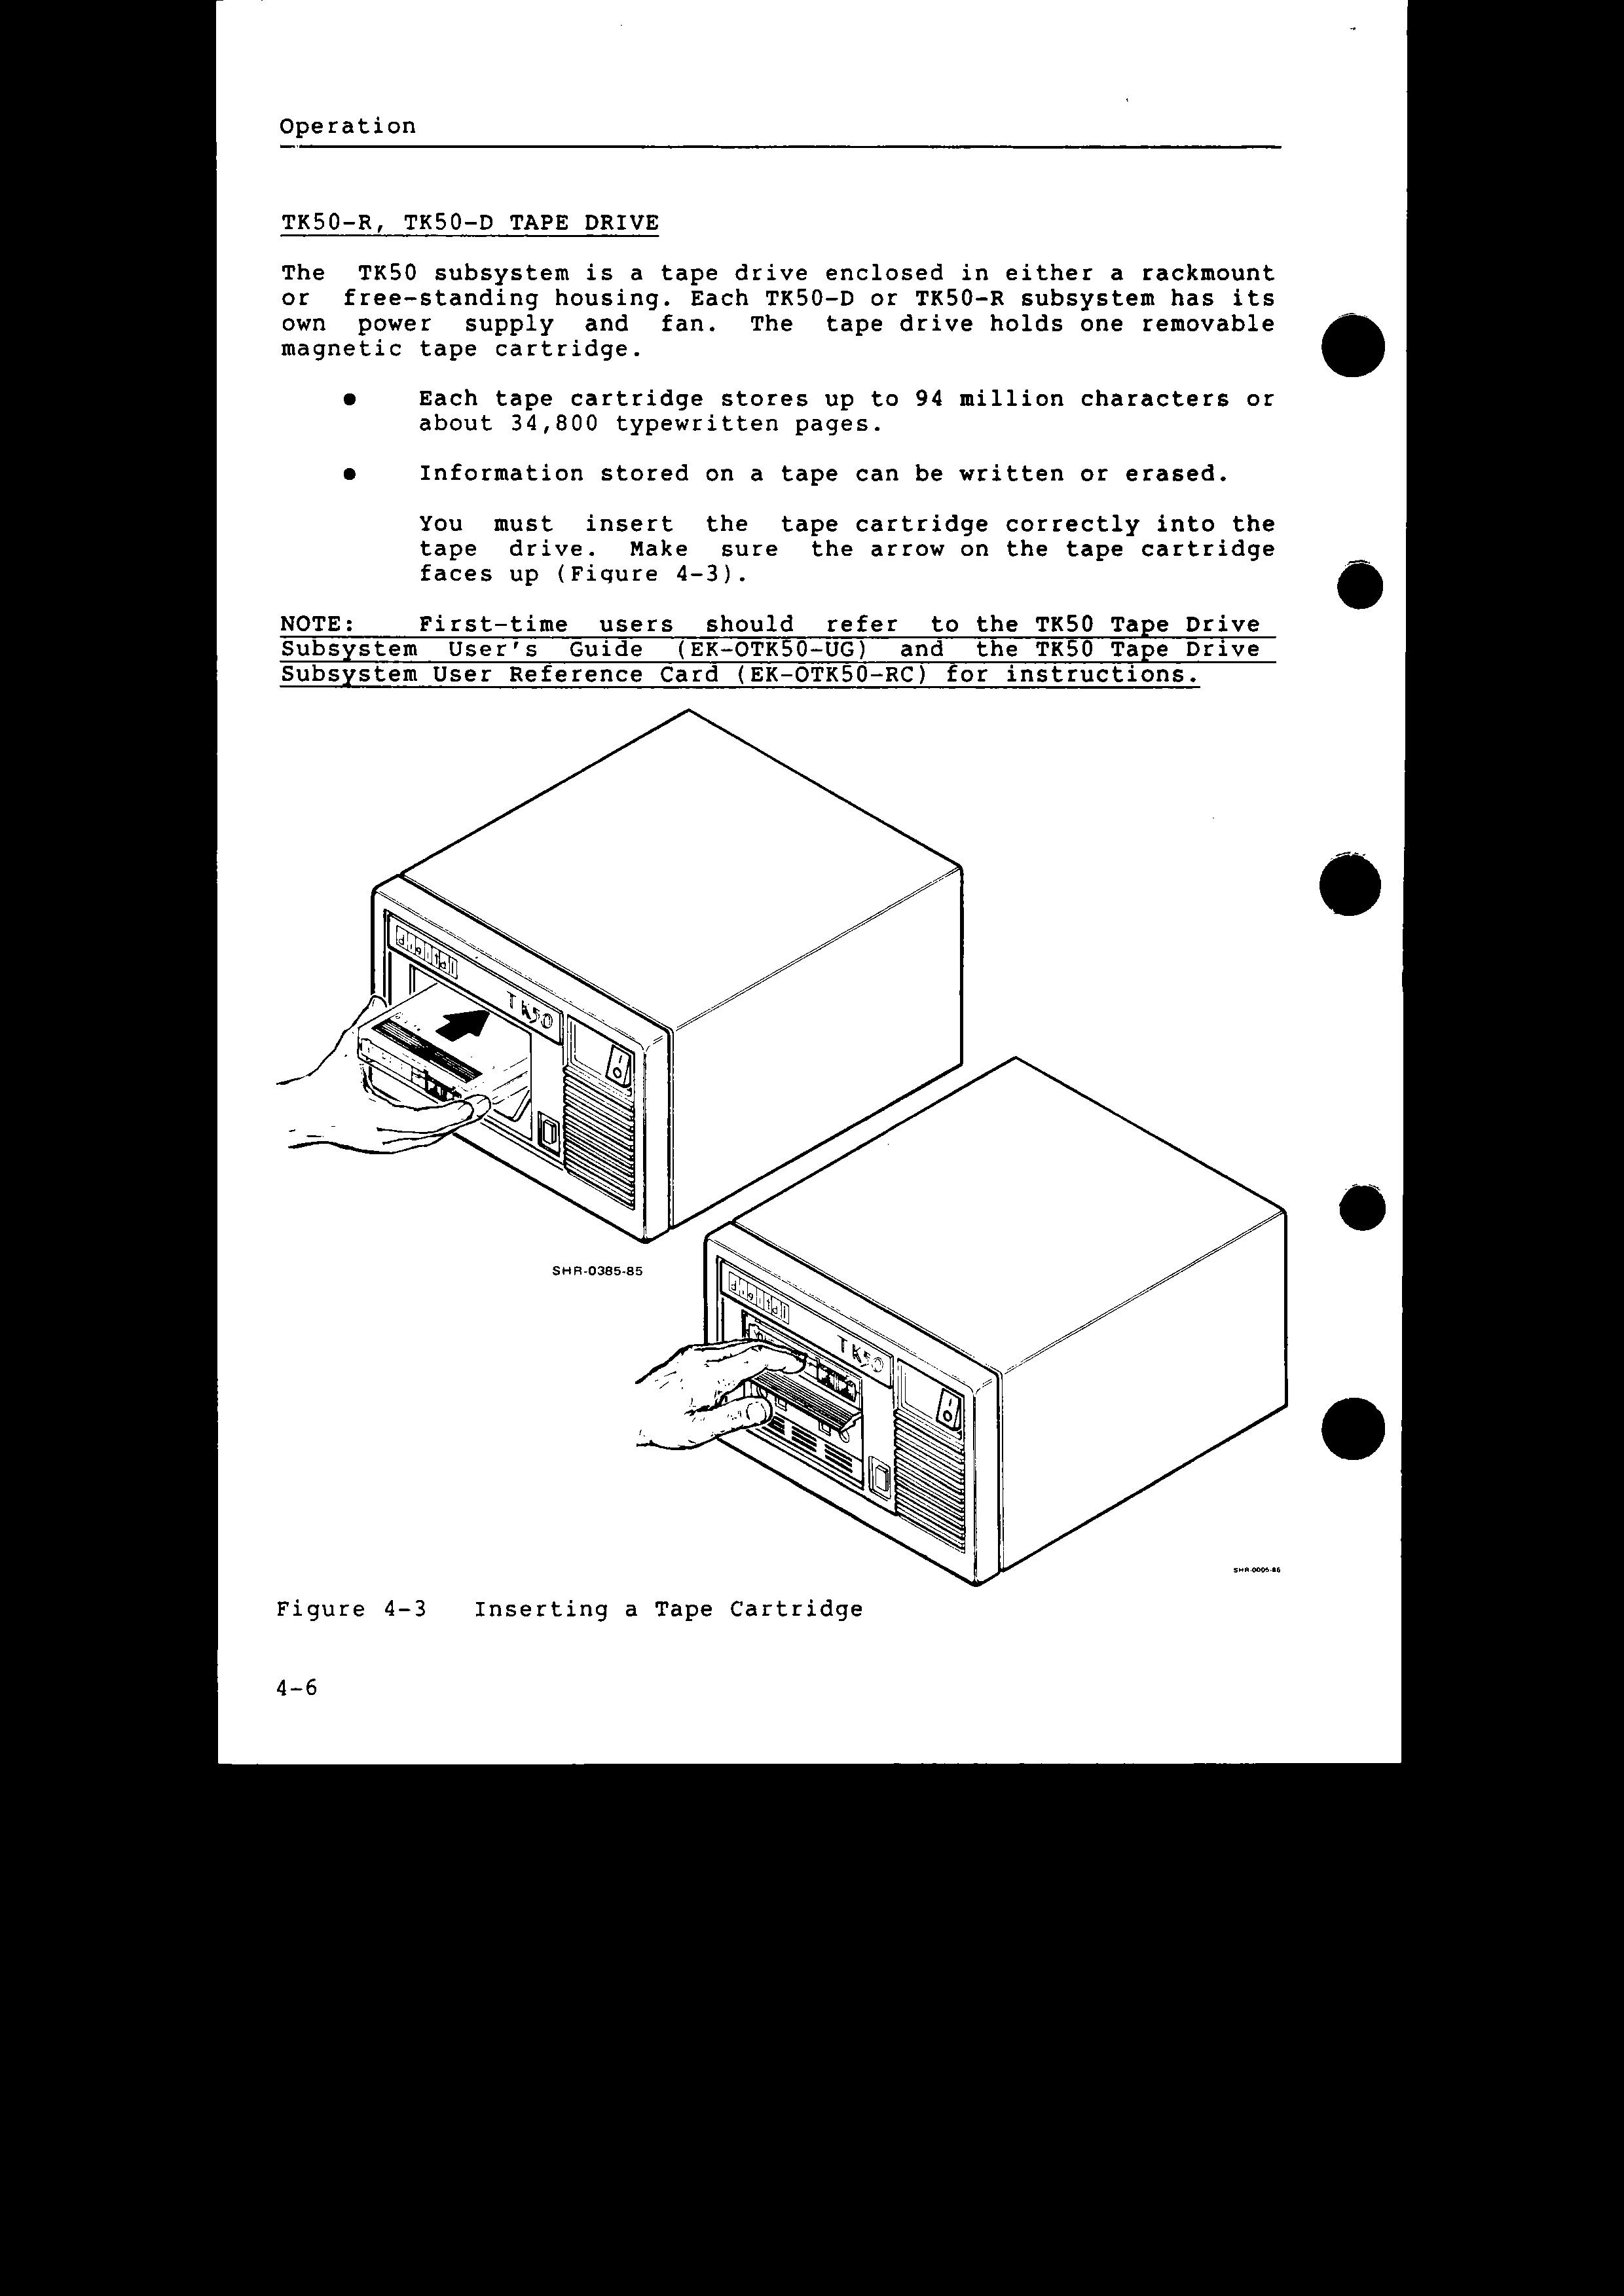 Operation
TK50-R, TK50-D TAPE DRIVE
The TK50 subsystem is a tape drive enclosed in either a rackmount
or free-standing housing. Each TK50-D or TK50-R subsystem has its
own power supply and fan. The tape drive holds one removable
magnetic tape cartridge.
● Each tape cartridge stores up to 94 million characters or
about 34,800 typewritten pages.
● Information stored on a tape can be written or erased.
You must insert the tape cartridge correctly into the
tape drive. Make sure the arrow on the tape cartridge
faces up (Figure 4-3).
NOTE: First-time users should refer to the TK50 Tape Drive
Subsystem User's Guide (EK-OTK50-UG) and the TK50 Tape Drive
Subsystem User Reference Card (EK-OTK50-RC) for instructions.
digital
TK50
SHR-0385-85
digital
TK50
SHR-0095-86
Figure 4-3 Inserting a Tape Cartridge
4-6